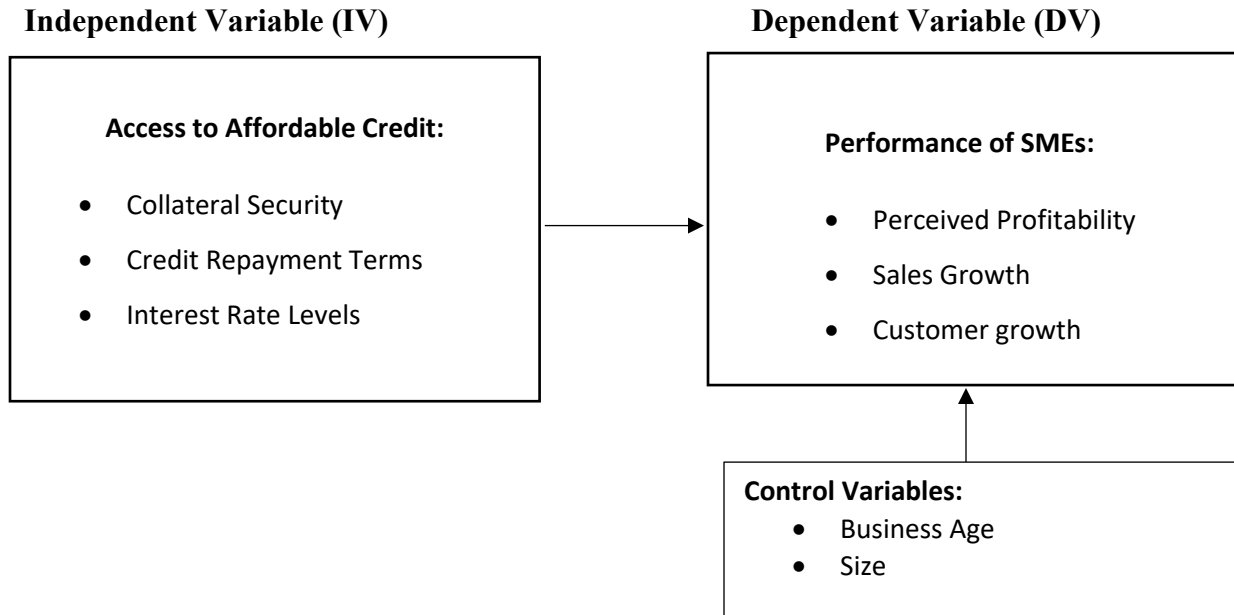 Independent Variable (IV)
Dependent Variable (DV)
Access to Affordable Credit:
• Collateral Security
• Credit Repayment Terms
• Interest Rate Levels
Performance of SMEs:
• Perceived Profitability
• Sales Growth
• Customer growth
Control Variables:
• Business Age
• Size